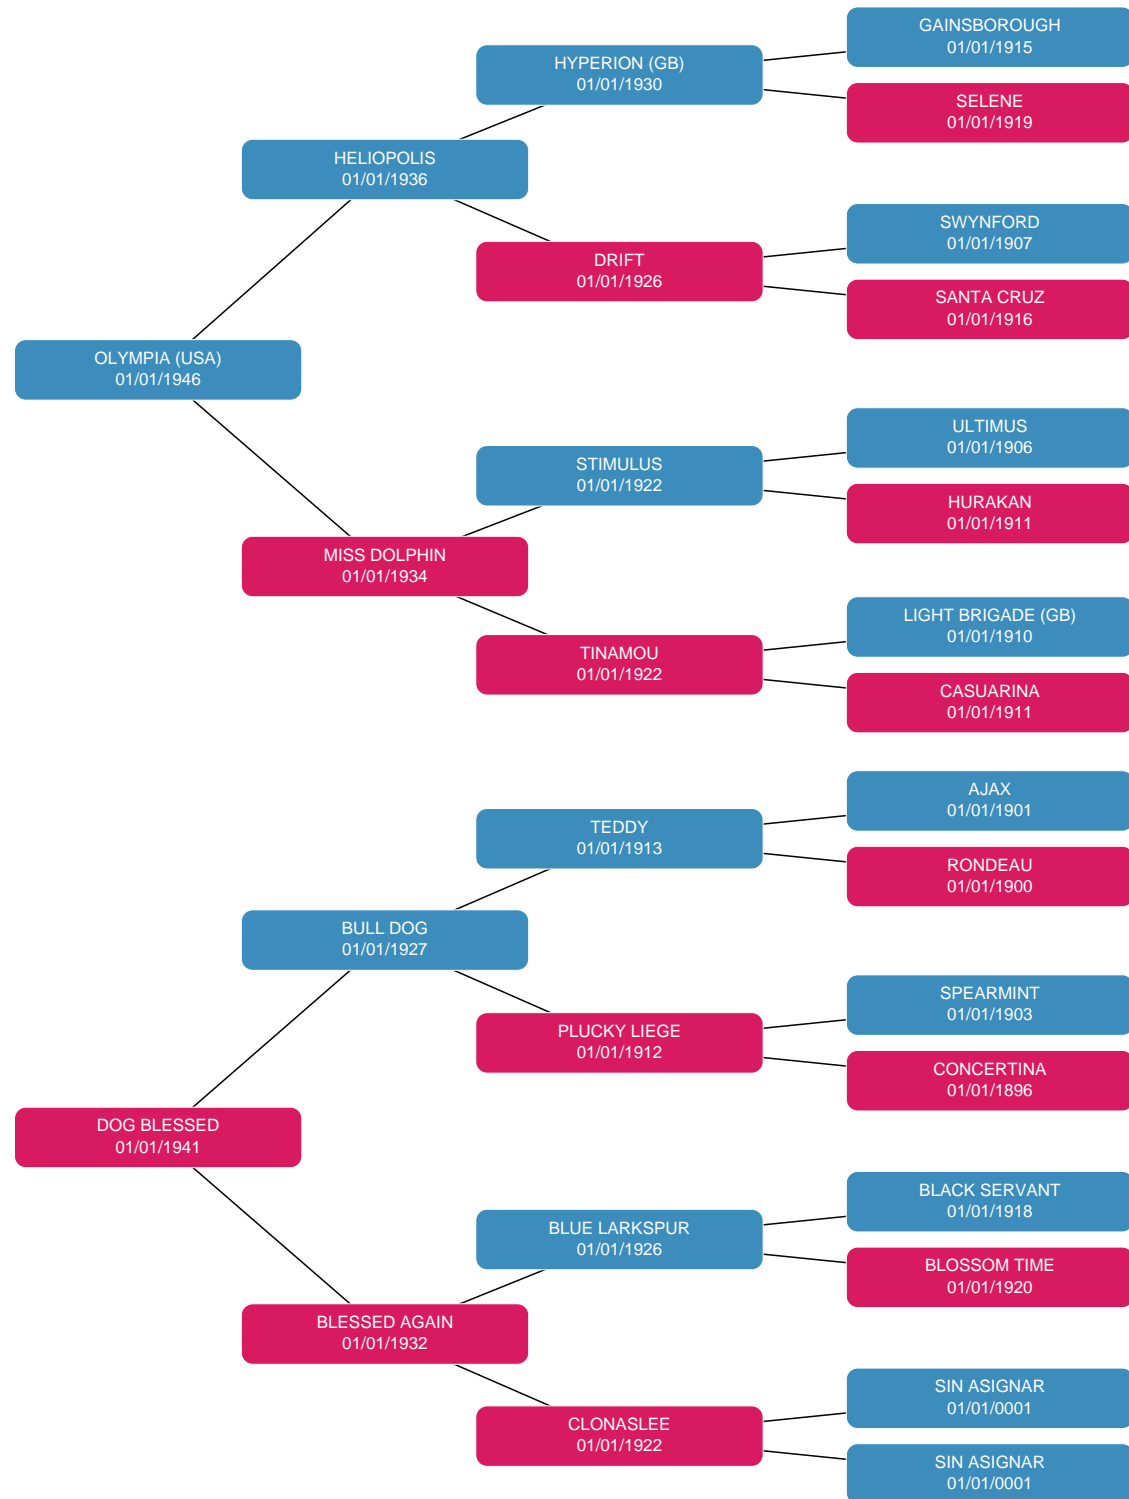 GAINSBOROUGH
01/01/1915
HYPERION (GB)
01/01/1930
SELENE
01/01/1919
HELIOPOLIS
01/01/1936
SWYNFORD
01/01/1907
DRIFT
01/01/1926
SANTA CRUZ
01/01/1916
OLYMPIA (USA)
01/01/1946
ULTIMUS
01/01/1906
STIMULUS
01/01/1922
HURAKAN
01/01/1911
MISS DOLPHIN
01/01/1934
LIGHT BRIGADE (GB)
01/01/1910
TINAMOU
01/01/1922
CASUARINA
01/01/1911
AJAX
01/01/1901
TEDDY
01/01/1913
RONDEAU
01/01/1900
BULL DOG
01/01/1927
SPEARMINT
01/01/1903
PLUCKY LIEGE
01/01/1912
CONCERTINA
01/01/1896
DOG BLESSED
01/01/1941
BLACK SERVANT
01/01/1918
BLUE LARKSPUR
01/01/1926
BLOSSOM TIME
01/01/1920
BLESSED AGAIN
01/01/1932
SIN ASIGNAR
01/01/0001
CLONASLEE
01/01/1922
SIN ASIGNAR
01/01/0001